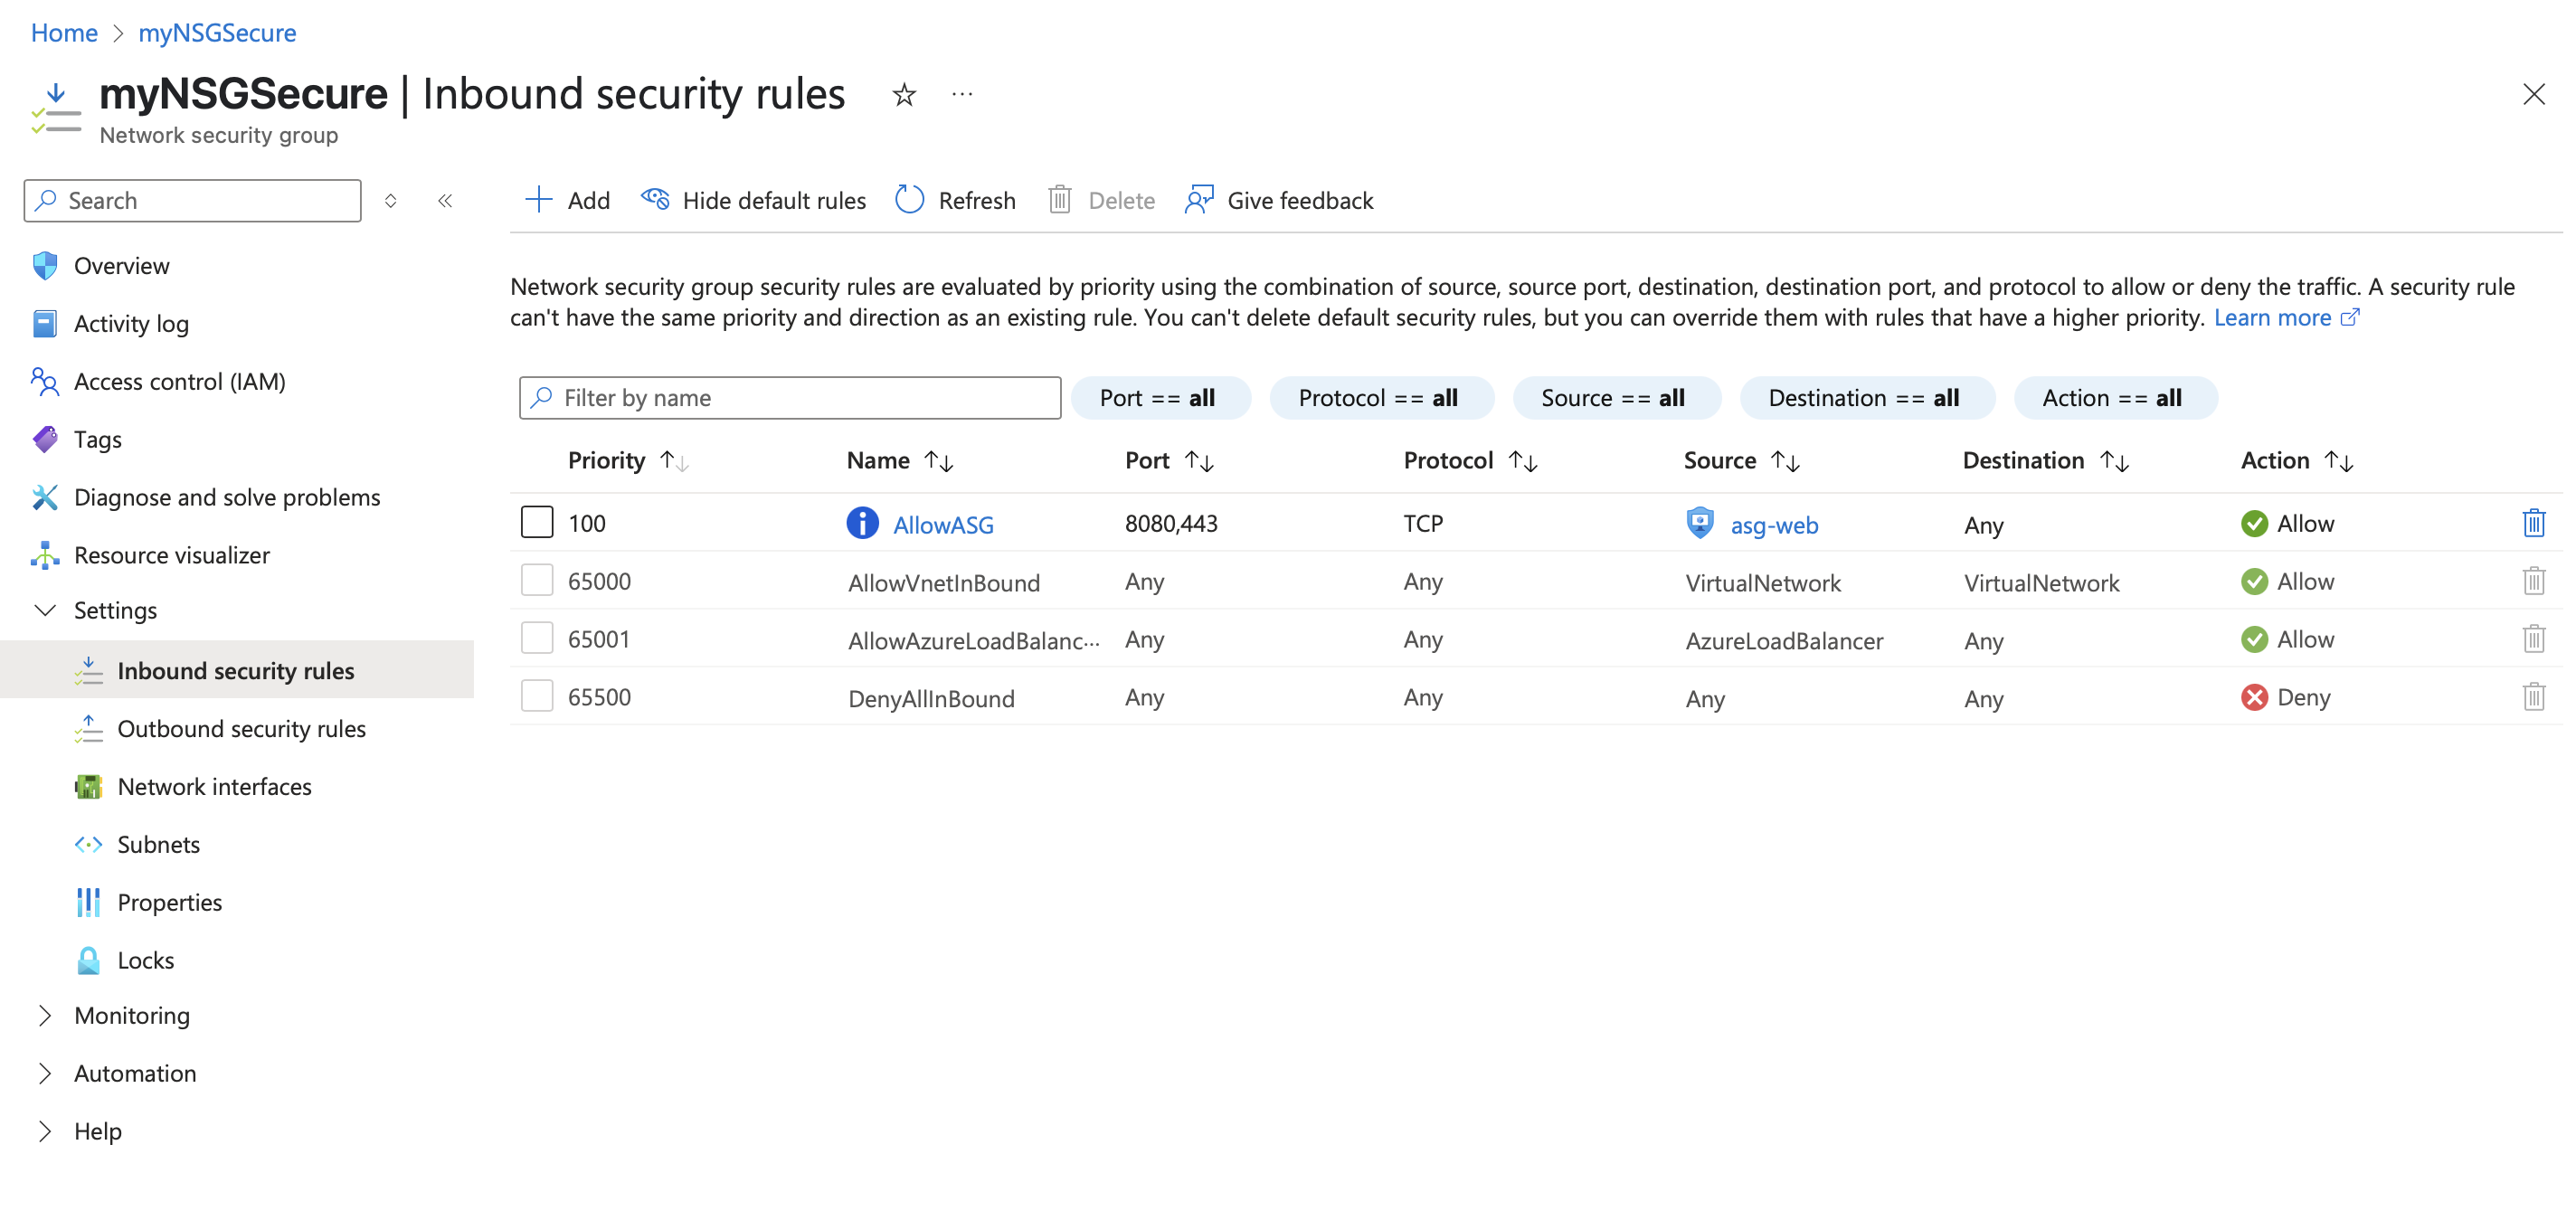 Home > myNSGSecure
myNSGSecure | Inbound security rules
Network security group
Search
Add Hide default rules Refresh Delete Give feedback
Overview
Activity log
Access control (IAM)
Tags
Diagnose and solve problems
Resource visualizer
Settings
Inbound security rules
Outbound security rules
Network interfaces
Subnets
Properties
Locks
Monitoring
Automation
Help
Network security group security rules are evaluated by priority using the combination of source, source port, destination, destination port, and protocol to allow or deny the traffic. A security rule
can't have the same priority and direction as an existing rule. You can't delete default security rules, but you can override them with rules that have a higher priority. Learn more
Filter by name Port == all Protocol == all Source == all Destination == all Action == all
Priority Name Port Protocol Source Destination Action
100 AllowASG 8080,443 TCP asg-web Any Allow
65000 AllowVnetInBound Any Any VirtualNetwork VirtualNetwork Allow
65001 AllowAzureLoadBalanc... Any Any AzureLoadBalancer Any Allow
65500 DenyAllInBound Any Any Any Any Deny